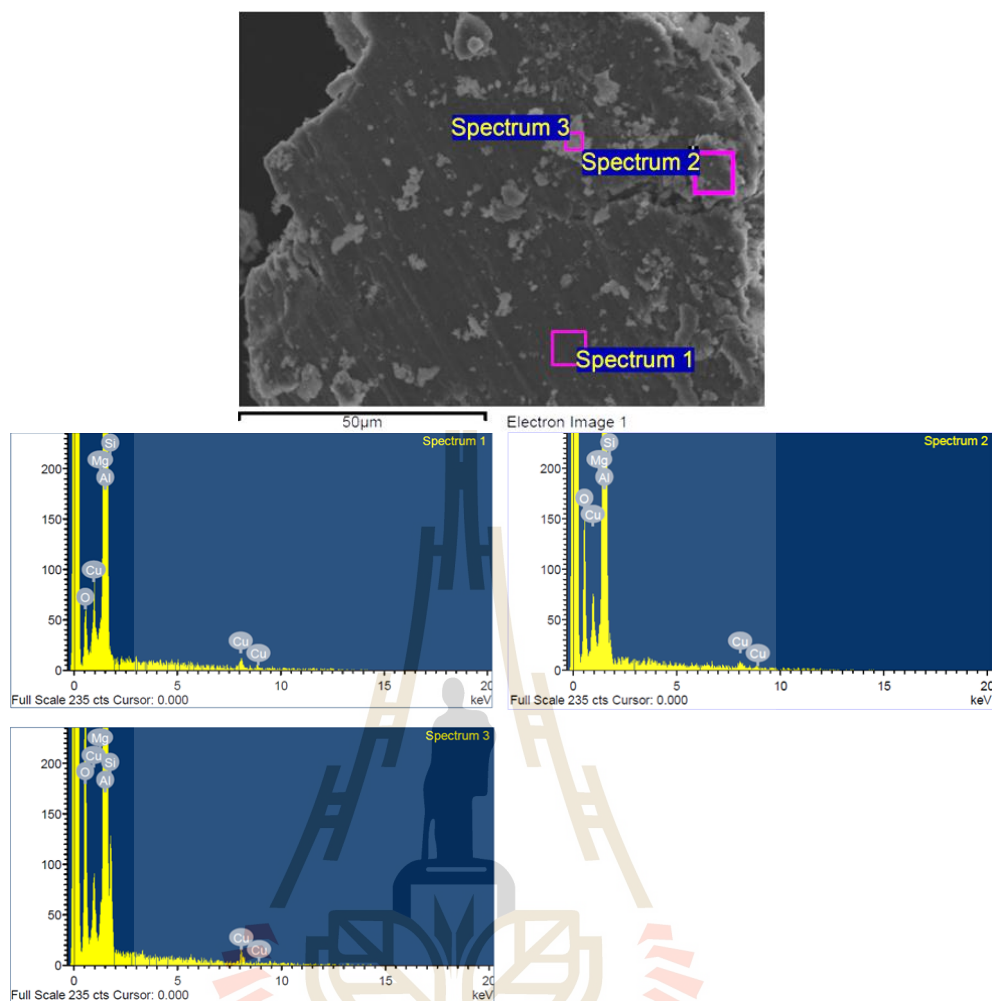 Spectrum 3
Spectrum 2
Spectrum 1
50µm
Electron Image 1
Spectrum 1
Si
Mg
Al
Cu
O
Cu
Cu
200
150
100
50
0
0
5
10
15
20
Full Scale 235 cts Cursor: 0.000
keV
Spectrum 2
Si
Mg
Al
O
Cu
Cu
Cu
200
150
100
50
0
0
5
10
15
20
Full Scale 235 cts Cursor: 0.000
keV
Spectrum 3
Mg
Cu
Si
O
Al
Cu
Cu
200
150
100
50
0
0
5
10
15
20
Full Scale 235 cts Cursor: 0.000
keV